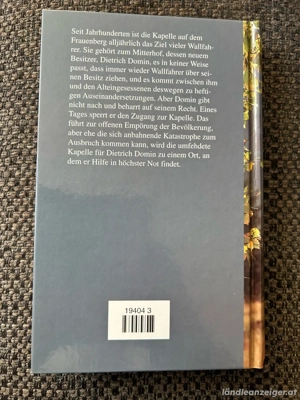 Seit Jahrhunderten ist die Kapelle auf dem
Frauenberg alljährlich das Ziel vieler Wallfah-
rer. Sie gehört zum Mitterhof, dessen neuem
Besitzer, Dietrich Domin, es in keiner Weise
passt, dass immer wieder Wallfahrer über sei-
nen Besitz ziehen, und es kommt zwischen ihm
und den Alteingesessenen deswegen zu hefti-
gen Auseinandersetzungen. Aber Domin gibt
nicht nach und beharrt auf seinem Recht. Eines
Tages sperrt er den Zugang zur Kapelle. Das
führt zur offenen Empörung der Bevölkerung,
aber ehe die sich anbahnende Katastrophe zum
Ausbruch kommen kann, wird die umfehdete
Kapelle für Dietrich Domin zu einem Ort, an
dem er Hilfe in höchster Not findet.
19404 3
ländleanzeiger.at